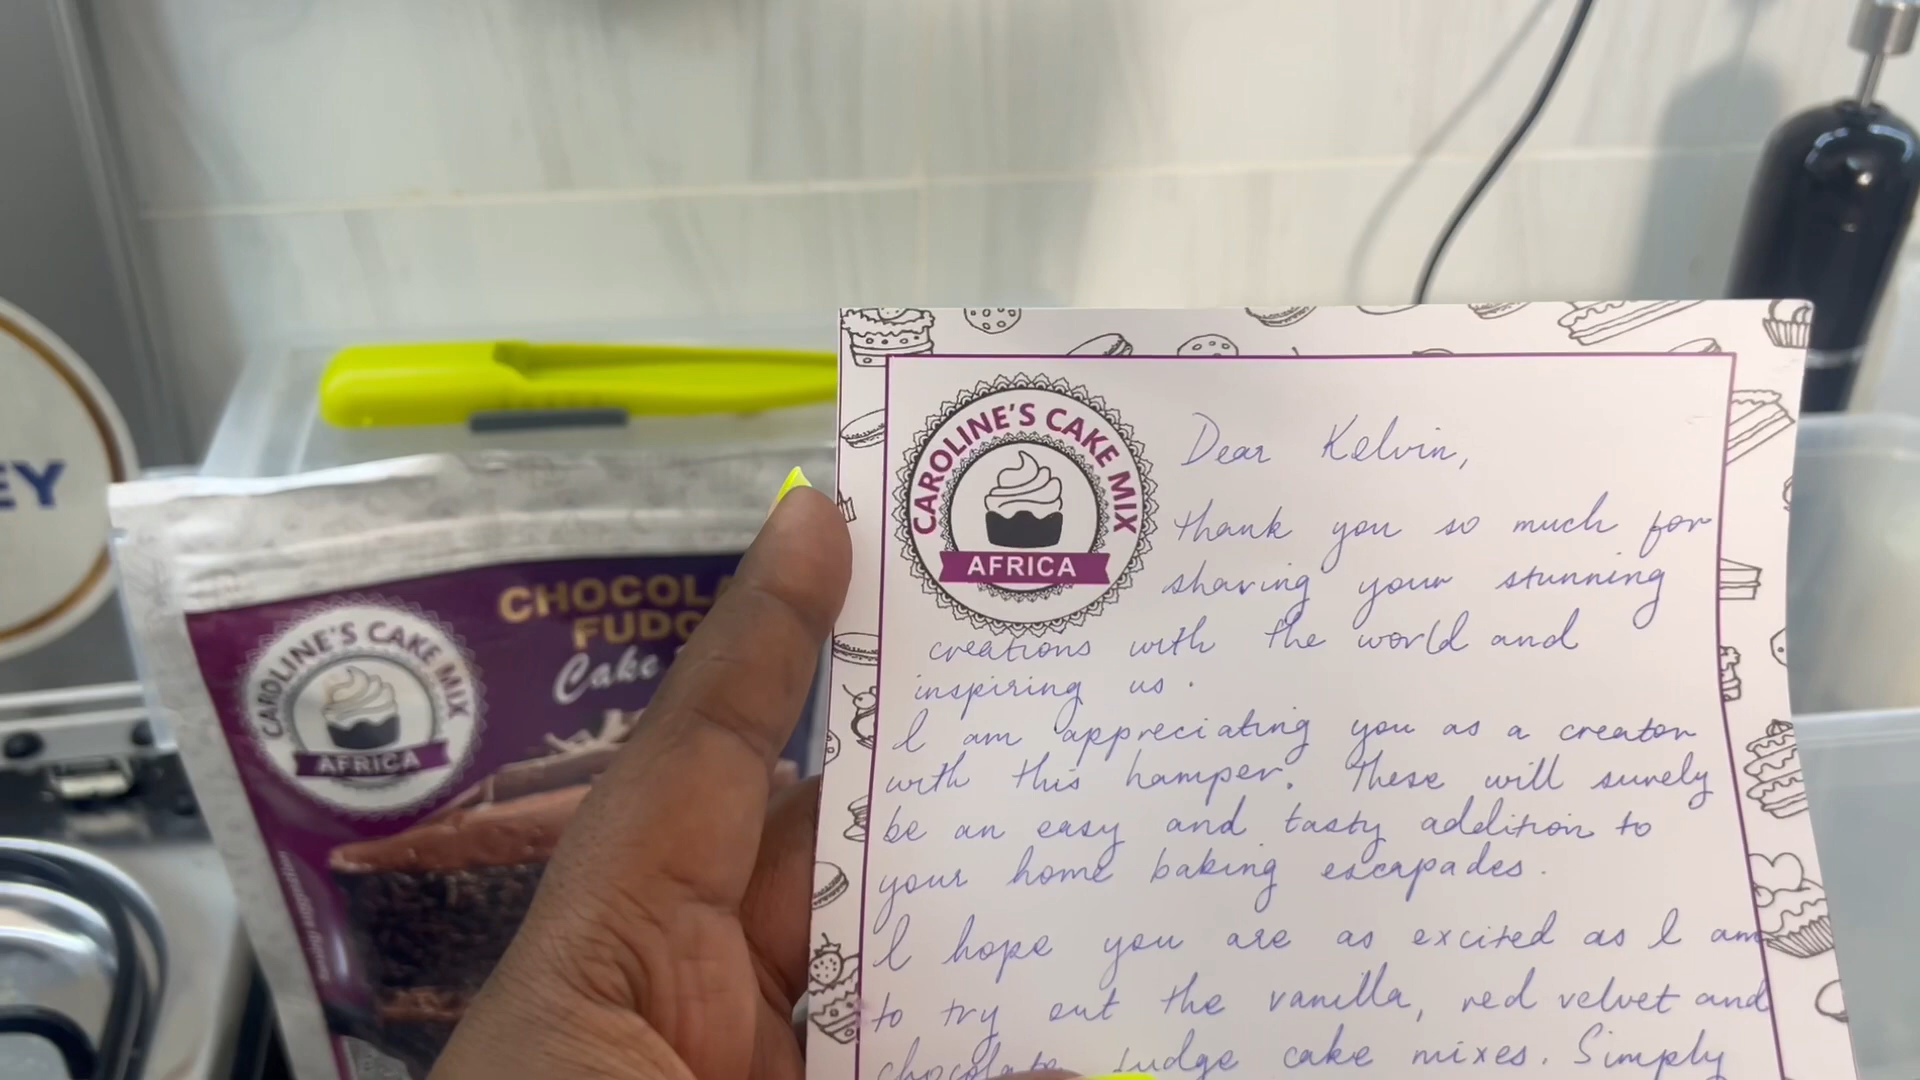 CAROLINE'S CAKE MIX
AFRICA
Dear Kelvin,
thank you so much for
sharing your stunning
creations with the world and
inspiring us.
I am appreciating you as a creator
with this hamper. These will surely
be an easy and tasty addition to
your home baking escapades.
I hope you are as excited as I am
to try out the vanilla, red velvet and
chocolate fudge cake mixes. Simply
EY
CHOCOLA
FUDG
Cake
CAROLINE'S CAKE MIX
AFRICA